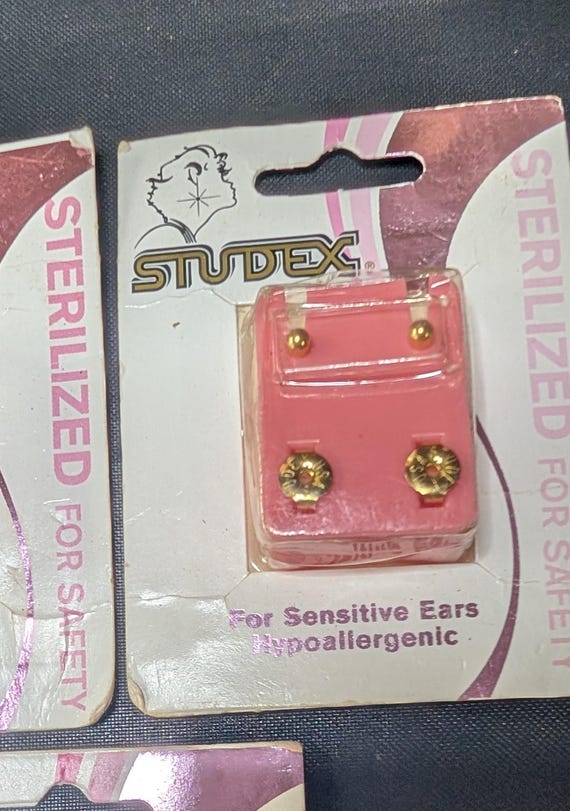 STERILIZED FOR SAFETY
STUDEX®
STERILIZED FOR SAFETY
For Sensitive Ears
Hypoallergenic